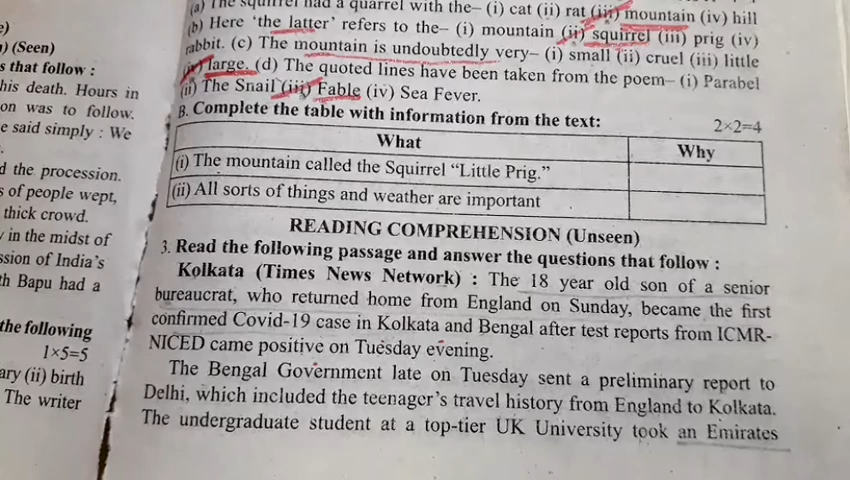 e)
) (Seen)
s that follow :
his death. Hours in
on was to follow.
e said simply : We
d the procession.
s of people wept,
thick crowd.
in the midst of
ssion of India's
th Bapu had a
the following
1×5=5
ary (ii) birth
The writer
(a) The squirrel had a quarrel with the– (i) cat (ii) rat (iii) mountain (iv) hill
(b) Here 'the latter' refers to the– (i) mountain (ii) squirrel (iii) prig (iv)
rabbit. (c) The mountain is undoubtedly very– (i) small (ii) cruel (iii) little
(iv) large. (d) The quoted lines have been taken from the poem– (i) Parabel
(ii) The Snail (iii) Fable (iv) Sea Fever.
B. Complete the table with information from the text: 2×2=4
What Why
(i) The mountain called the Squirrel "Little Prig."
(ii) All sorts of things and weather are important
READING COMPREHENSION (Unseen)
3. Read the following passage and answer the questions that follow :
Kolkata (Times News Network) : The 18 year old son of a senior
bureaucrat, who returned home from England on Sunday, became the first
confirmed Covid-19 case in Kolkata and Bengal after test reports from ICMR-
NICED came positive on Tuesday evening.
The Bengal Government late on Tuesday sent a preliminary report to
Delhi, which included the teenager's travel history from England to Kolkata.
The undergraduate student at a top-tier UK University took an Emirates